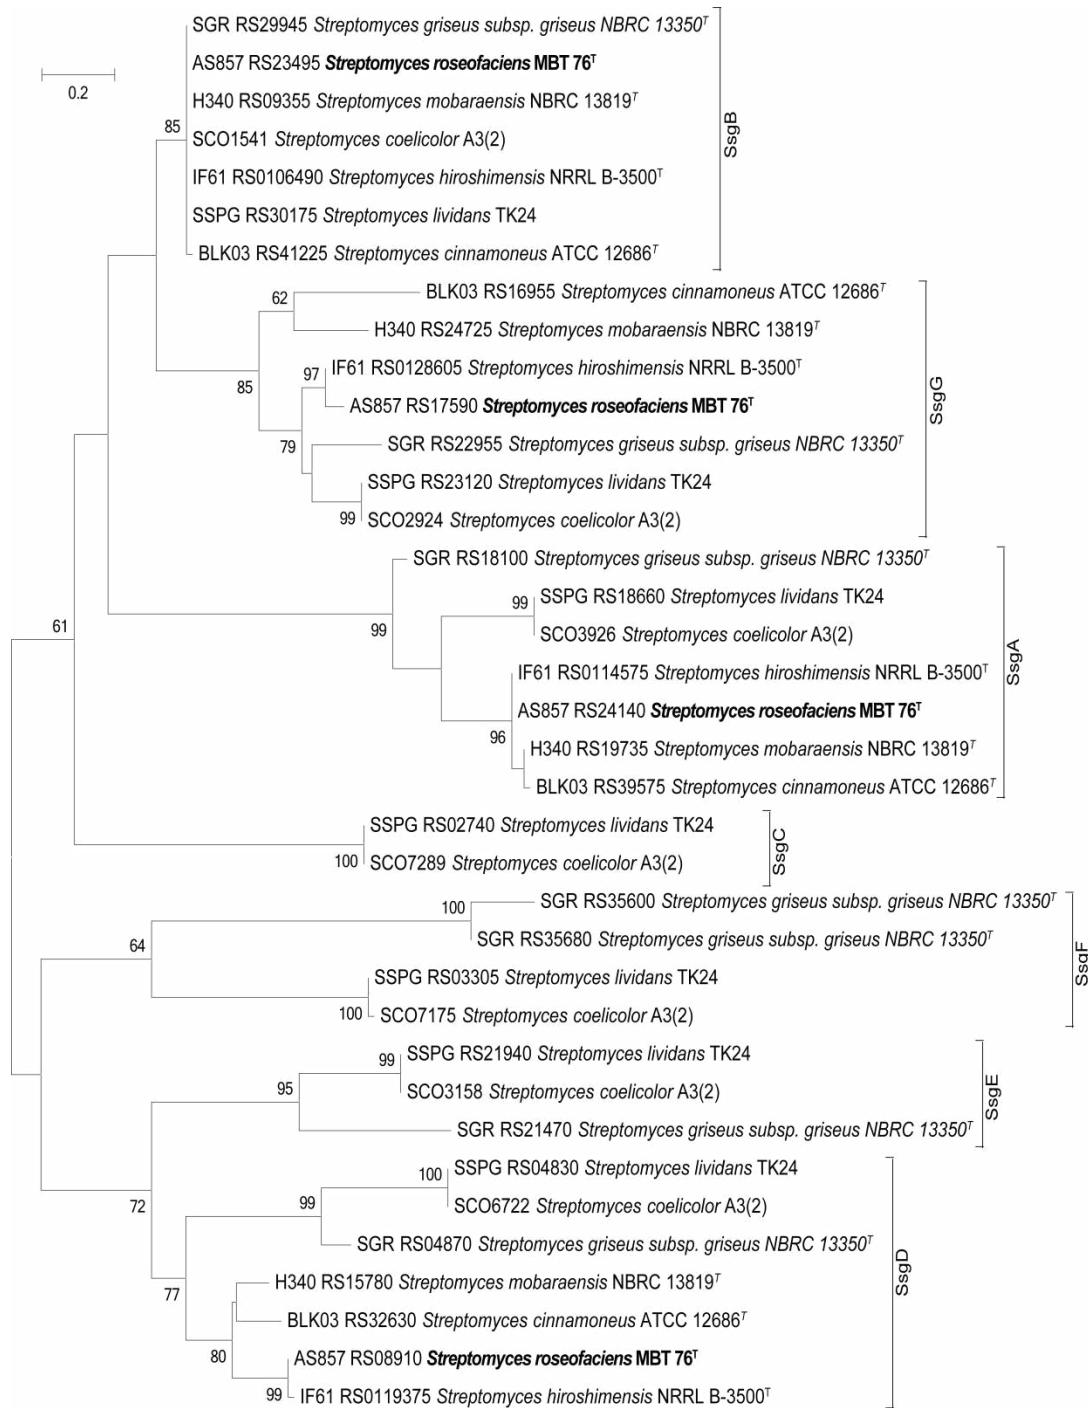 SGR RS29945 Streptomyces griseus subsp. griseus NBRC 13350T
AS857 RS23495 Streptomyces roseofaciens MBT 76T
0.2
H340 RS09355 Streptomyces mobaraensis NBRC 13819T
85
SCO1541 Streptomyces coelicolor A3(2)
SsgB
IF61 RS0106490 Streptomyces hiroshimensis NRRL B-3500T
SSPG RS30175 Streptomyces lividans TK24
BLK03 RS41225 Streptomyces cinnamoneus ATCC 12686T
BLK03 RS16955 Streptomyces cinnamoneus ATCC 12686T
62
H340 RS24725 Streptomyces mobaraensis NBRC 13819T
IF61 RS0128605 Streptomyces hiroshimensis NRRL B-3500T
97
85
AS857 RS17590 Streptomyces roseofaciens MBT 76T
SsgG
79
SGR RS22955 Streptomyces griseus subsp. griseus NBRC 13350T
SSPG RS23120 Streptomyces lividans TK24
99
SCO2924 Streptomyces coelicolor A3(2)
SGR RS18100 Streptomyces griseus subsp. griseus NBRC 13350T
99
SSPG RS18660 Streptomyces lividans TK24
61
99
SCO3926 Streptomyces coelicolor A3(2)
IF61 RS0114575 Streptomyces hiroshimensis NRRL B-3500T
SsgA
AS857 RS24140 Streptomyces roseofaciens MBT 76T
96
H340 RS19735 Streptomyces mobaraensis NBRC 13819T
BLK03 RS39575 Streptomyces cinnamoneus ATCC 12686T
SSPG RS02740 Streptomyces lividans TK24
SsgC
100
SCO7289 Streptomyces coelicolor A3(2)
SGR RS35600 Streptomyces griseus subsp. griseus NBRC 13350T
100
64
SGR RS35680 Streptomyces griseus subsp. griseus NBRC 13350T
SsgF
SSPG RS03305 Streptomyces lividans TK24
100
SCO7175 Streptomyces coelicolor A3(2)
SSPG RS21940 Streptomyces lividans TK24
99
95
SCO3158 Streptomyces coelicolor A3(2)
SsgE
SGR RS21470 Streptomyces griseus subsp. griseus NBRC 13350T
SSPG RS04830 Streptomyces lividans TK24
100
72
99
SCO6722 Streptomyces coelicolor A3(2)
SGR RS04870 Streptomyces griseus subsp. griseus NBRC 13350T
SsgD
77
H340 RS15780 Streptomyces mobaraensis NBRC 13819T
BLK03 RS32630 Streptomyces cinnamoneus ATCC 12686T
80
AS857 RS08910 Streptomyces roseofaciens MBT 76T
99
IF61 RS0119375 Streptomyces hiroshimensis NRRL B-3500T